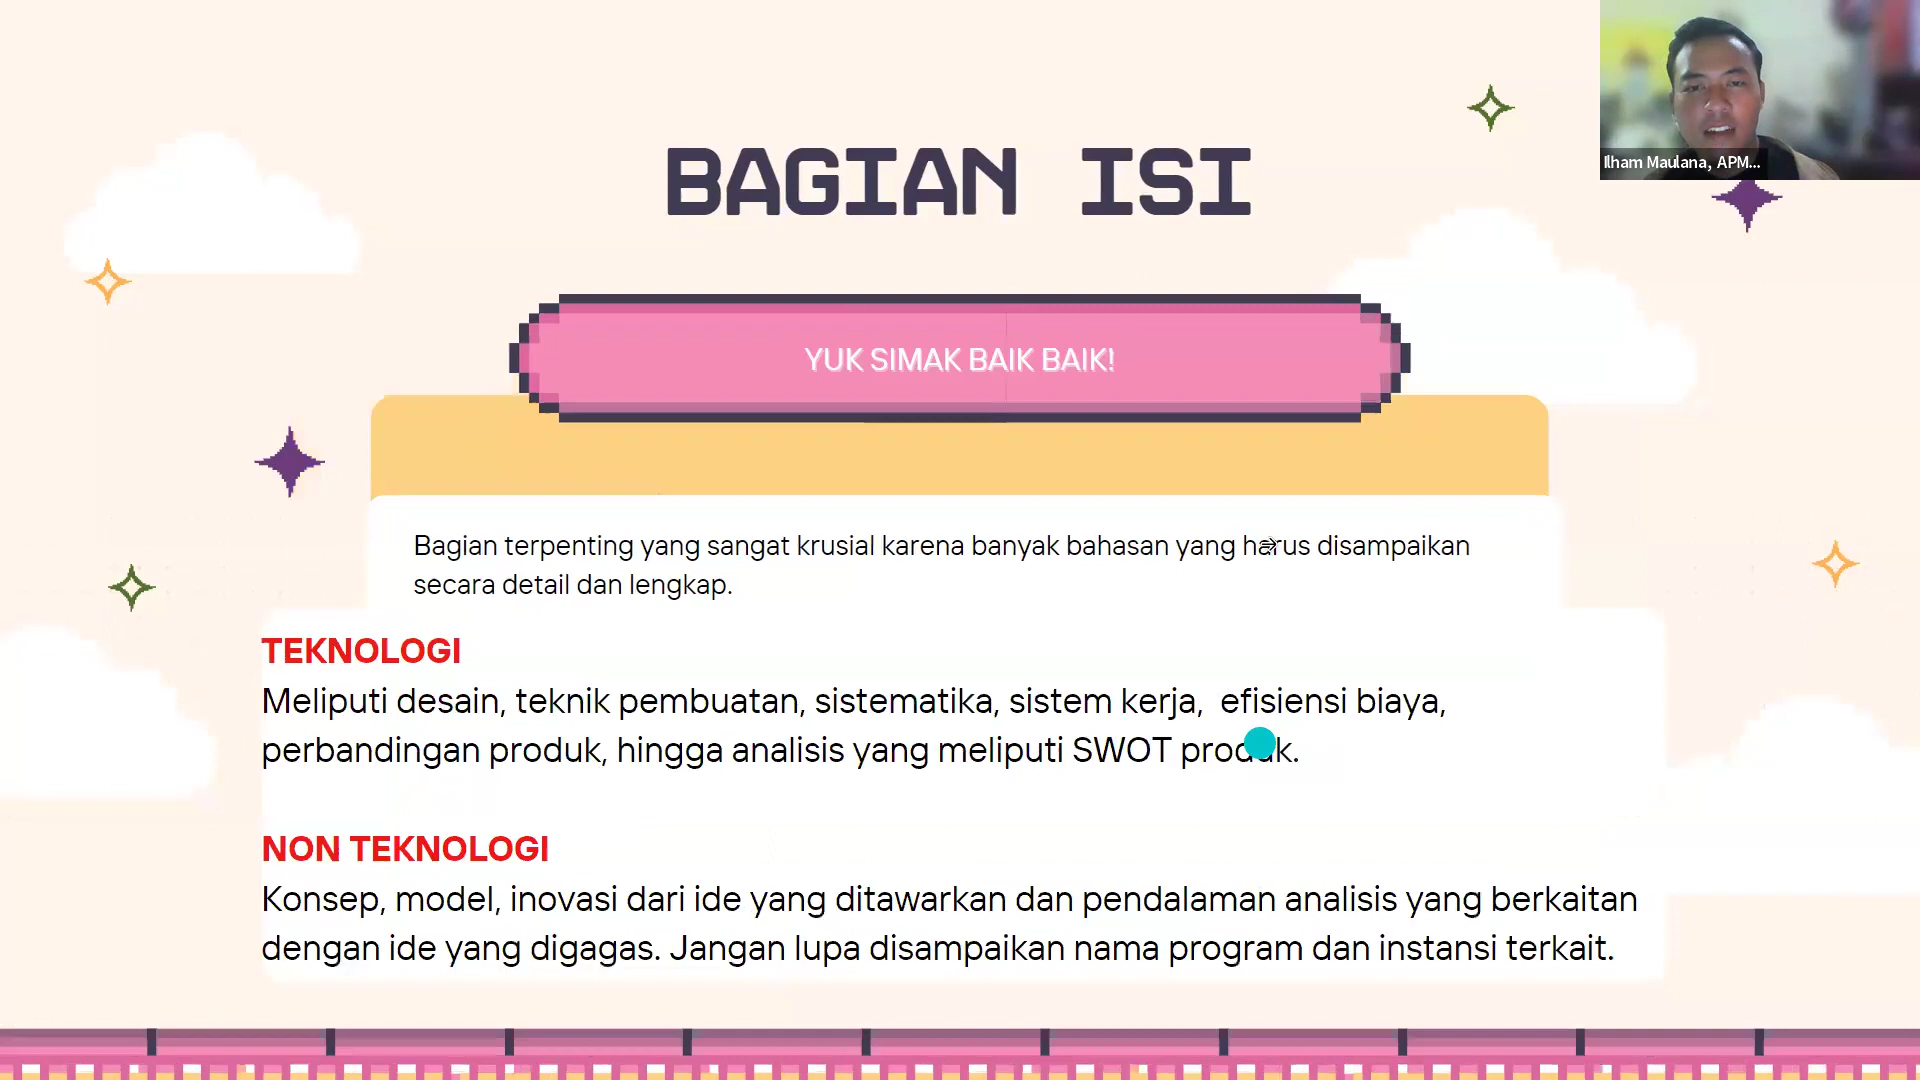 BAGIAN ISI
Ilham Maulana, APM...
YUK SIMAK BAIK BAIK!
Bagian terpenting yang sangat krusial karena banyak bahasan yang harus disampaikan
secara detail dan lengkap.
TEKNOLOGI
Meliputi desain, teknik pembuatan, sistematika, sistem kerja,  efisiensi biaya,
perbandingan produk, hingga analisis yang meliputi SWOT produk.
NON TEKNOLOGI
Konsep, model, inovasi dari ide yang ditawarkan dan pendalaman analisis yang berkaitan
dengan ide yang digagas. Jangan lupa disampaikan nama program dan instansi terkait.